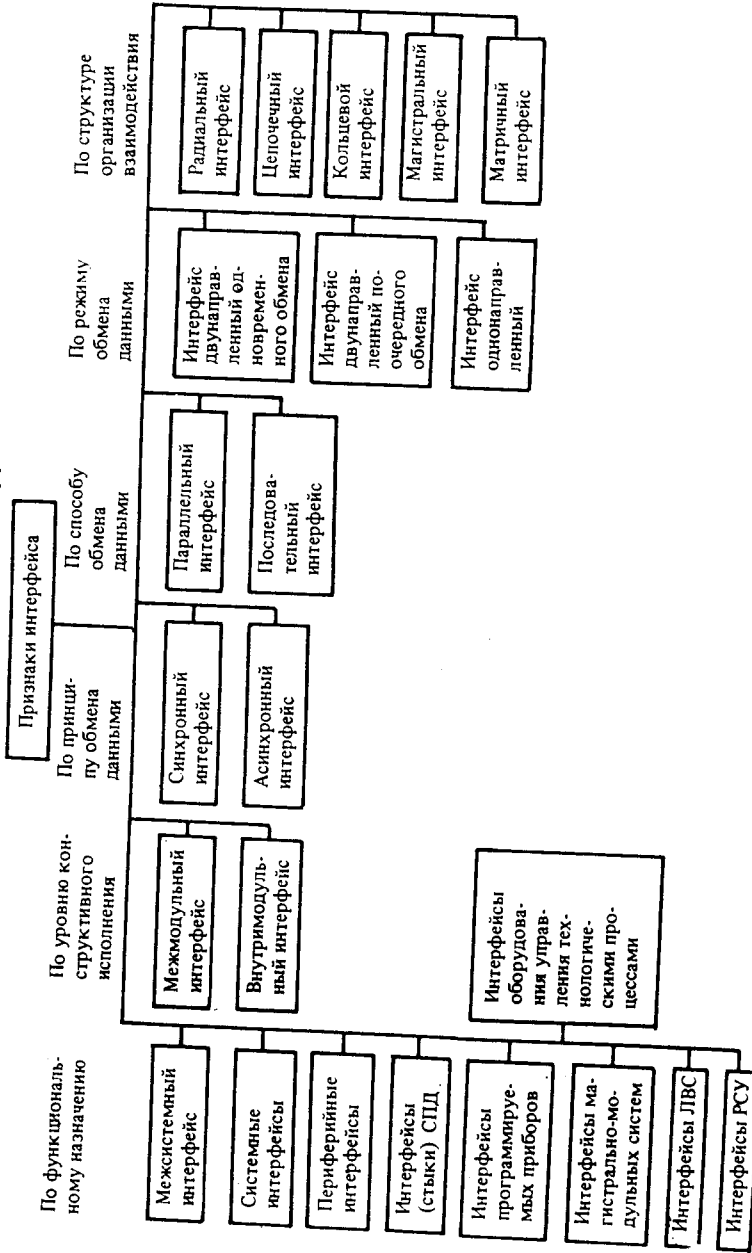 Признаки интерфейса
По функциональ-
ному назначению
Межсистемный
интерфейс
Системные
интерфейсы
Периферийные
интерфейсы
Интерфейсы
(стыки) СПД
Интерфейсы
программируе-
мых приборов
Интерфейсы ма-
гистрально-мо-
дульных систем
Интерфейсы ЛВС
Интерфейсы РСУ
Интерфейсы
оборудова-
ния управ-
ления тех-
нологиче-
скими про-
цессами
По уровню кон-
структивного
исполнения
Межмодульный
интерфейс
Внутримодуль-
ный интерфейс
По принци-
пу обмена
данными
Синхронный
интерфейс
Асинхронный
интерфейс
По способу
обмена
данными
Параллельный
интерфейс
Последова-
тельный
интерфейс
По режиму
обмена
данными
Интерфейс
двунаправ-
ленный од-
новремен-
ного обмена
Интерфейс
двунаправ-
ленный по-
очередного
обмена
Интерфейс
однонаправ-
ленный
По структуре
организации
взаимодействия
Радиальный
интерфейс
Цепочечный
интерфейс
Кольцевой
интерфейс
Магистральный
интерфейс
Матричный
интерфейс